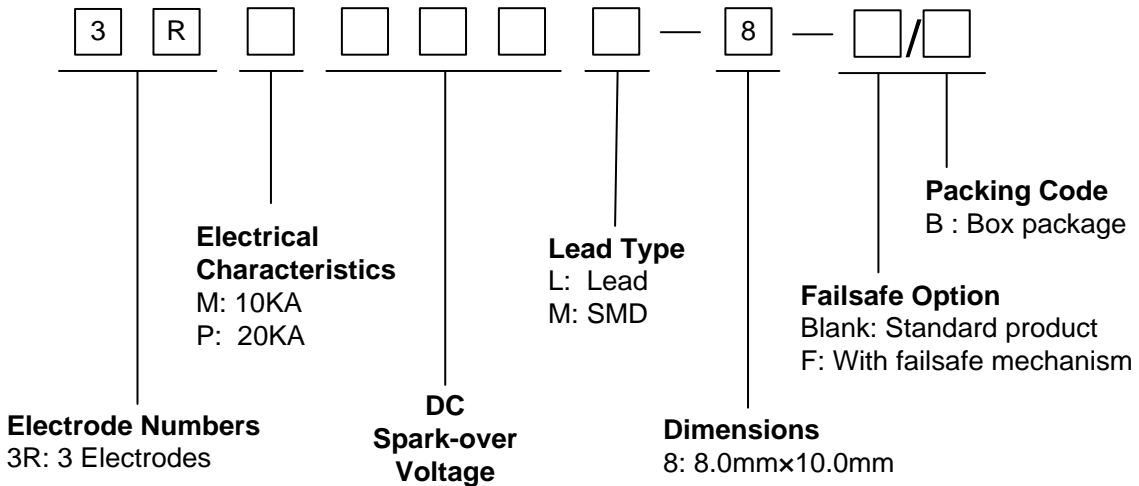 3 R — 8 — /
Packing Code
B : Box package
Electrical
Characteristics
M: 10KA
P: 20KA
Lead Type
L: Lead
M: SMD
Failsafe Option
Blank: Standard product
F: With failsafe mechanism
Electrode Numbers
3R: 3 Electrodes
DC
Spark-over
Voltage
Dimensions
8: 8.0mm×10.0mm